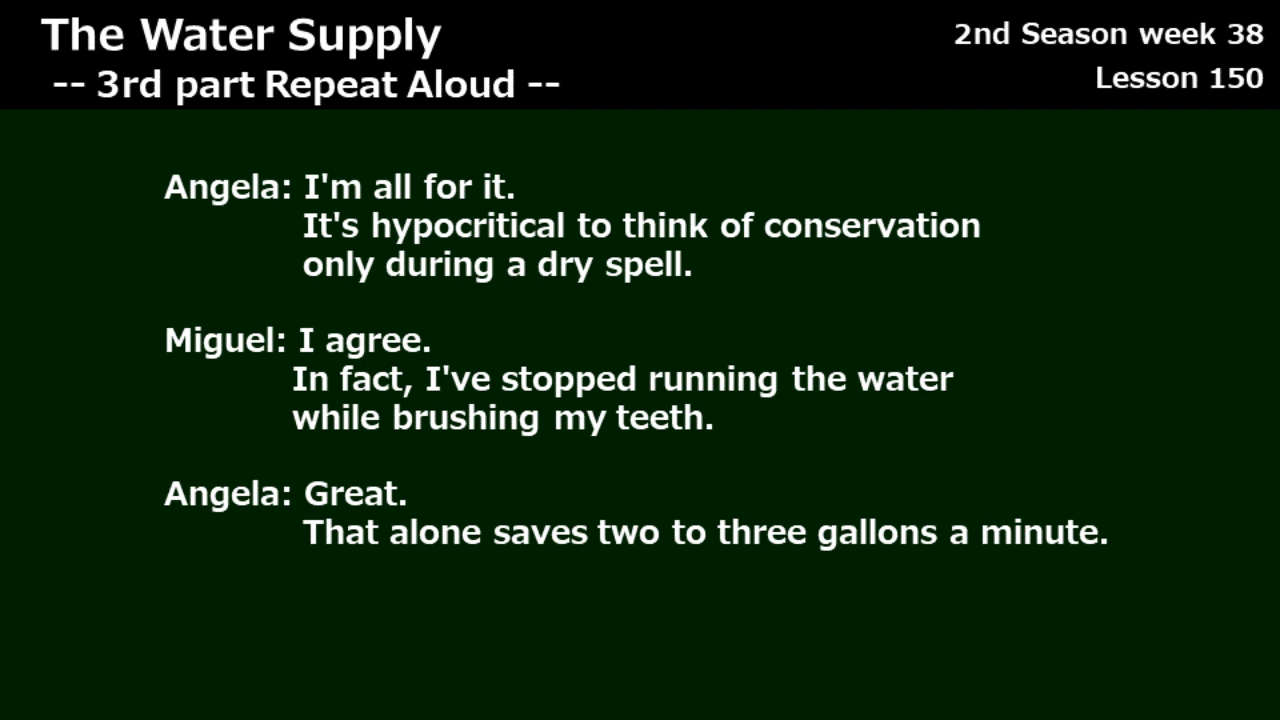 The Water Supply
-- 3rd part Repeat Aloud --
2nd Season week 38
Lesson 150
Angela: I'm all for it.
It's hypocritical to think of conservation
only during a dry spell.
Miguel: I agree.
In fact, I've stopped running the water
while brushing my teeth.
Angela: Great.
That alone saves two to three gallons a minute.